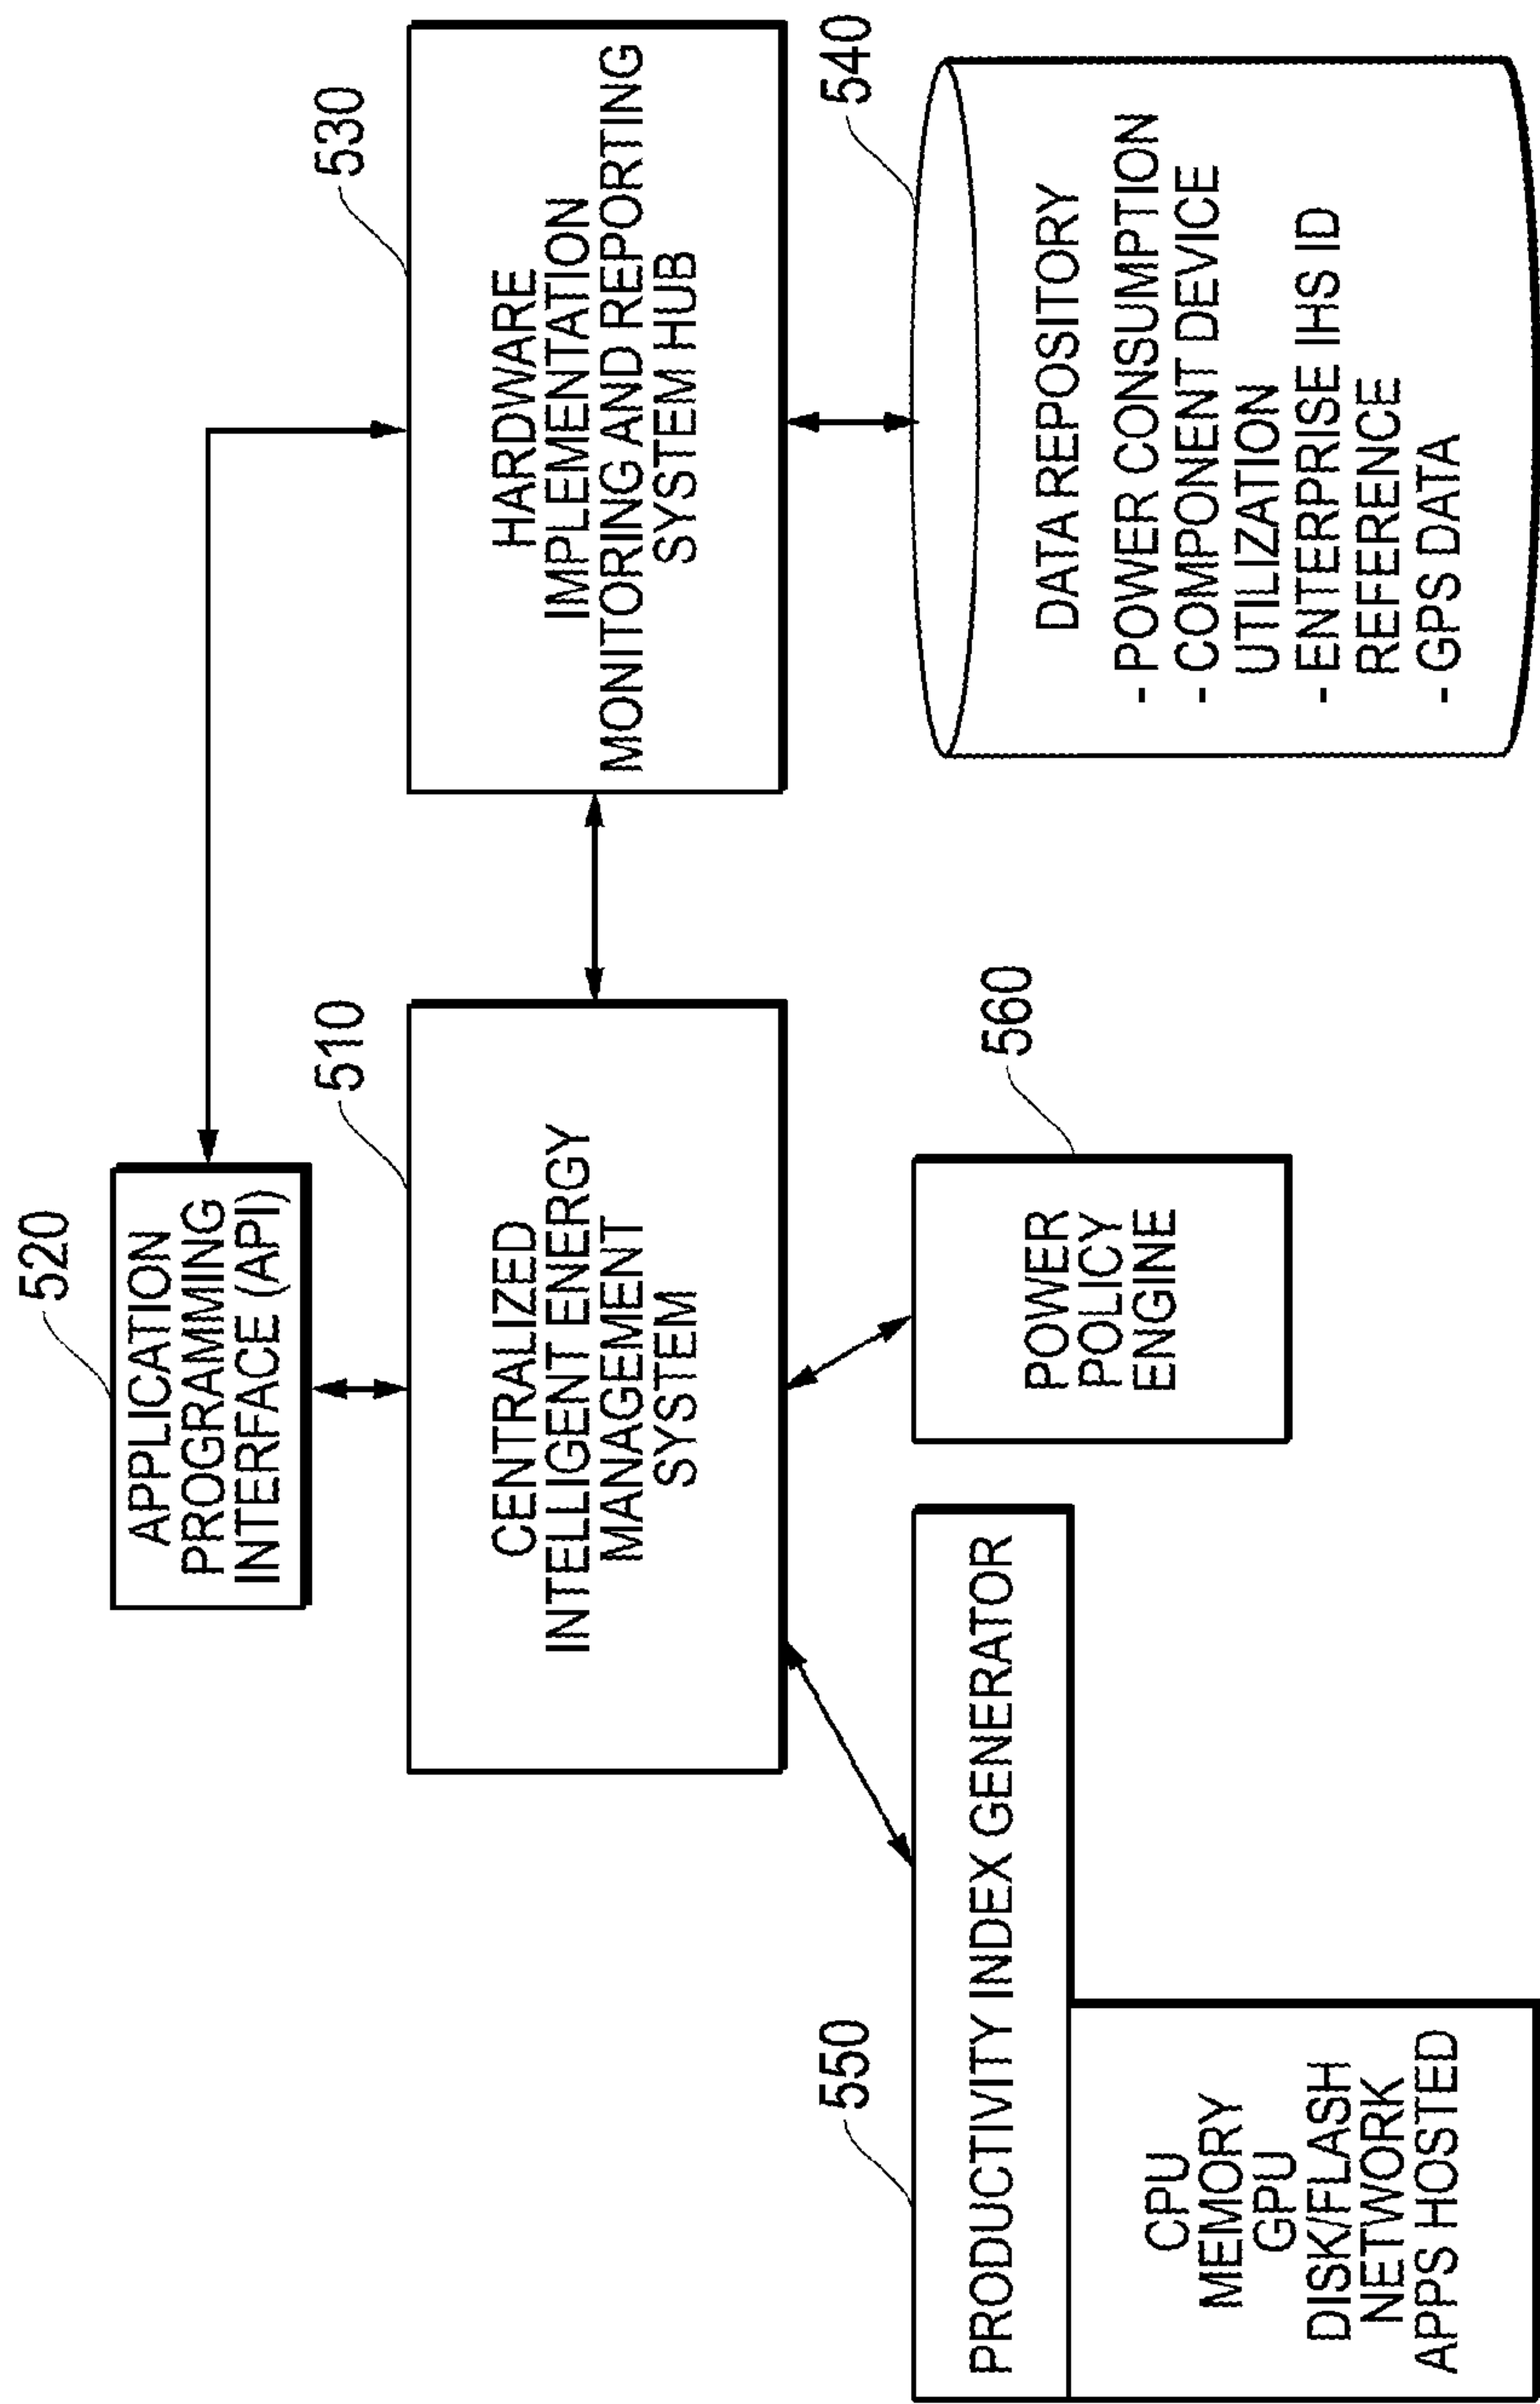 520
APPLICATION
PROGRAMMING
INTERFACE (API)
510
CENTRALIZED
INTELLIGENT ENERGY
MANAGEMENT
SYSTEM
530
HARDWARE
IMPLEMENTATION
MONITORING AND REPORTING
SYSTEM HUB
550
PRODUCTIVITY INDEX GENERATOR
CPU
MEMORY
GPU
DISK/FLASH
NETWORK
APPS HOSTED
560
POWER
POLICY
ENGINE
540
DATA REPOSITORY
- POWER CONSUMPTION
- COMPONENT DEVICE
UTILIZATION
- ENTERPRISE IHS ID
REFERENCE
- GPS DATA